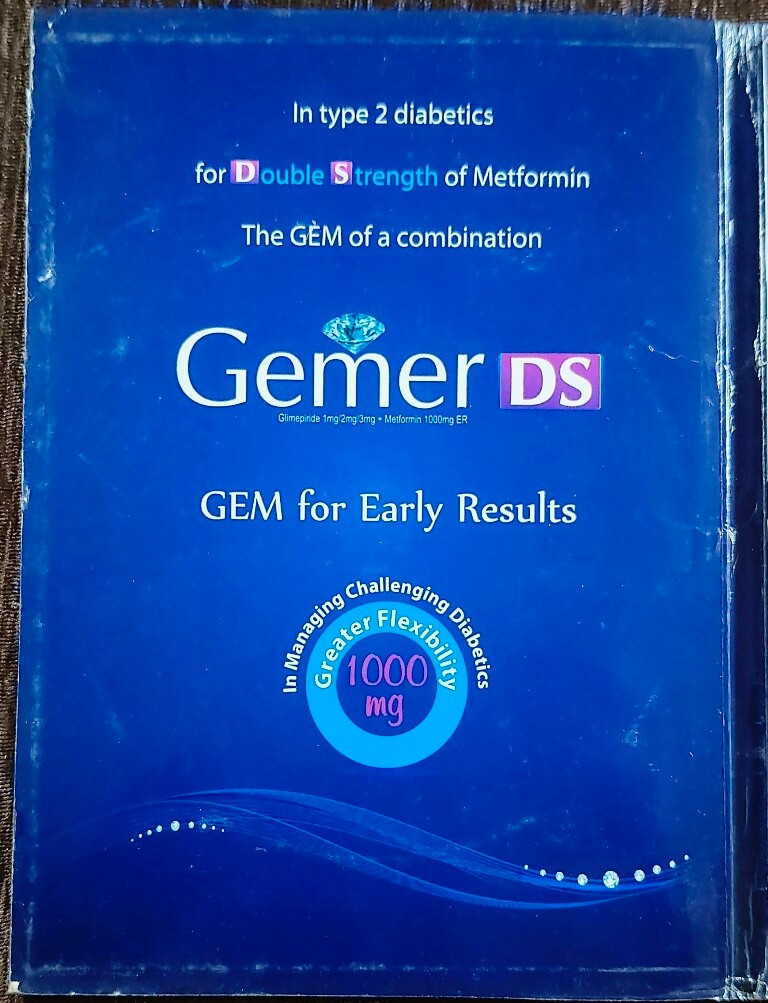 In type 2 diabetics
for Double Strength of Metformin
The GEM of a combination
Gemer DS
Glimepiride 1mg/2mg/3mg + Metformin 1000mg ER
GEM for Early Results
In Managing Challenging Diabetics
Greater Flexibility
1000
mg